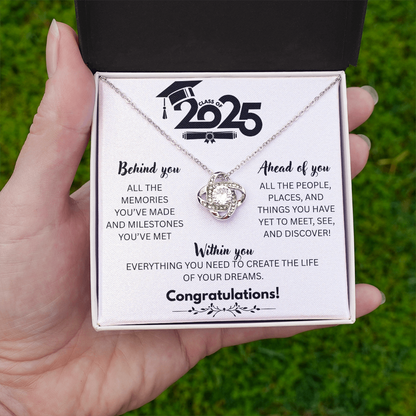 CLASS OF
2025
Behind you
ALL THE
MEMORIES
YOU'VE MADE
AND MILESTONES
YOU'VE MET
Ahead of you
ALL THE PEOPLE,
PLACES, AND
THINGS YOU HAVE
YET TO MEET, SEE,
AND DISCOVER!
Within you
EVERYTHING YOU NEED TO CREATE THE LIFE
OF YOUR DREAMS.
Congratulations!